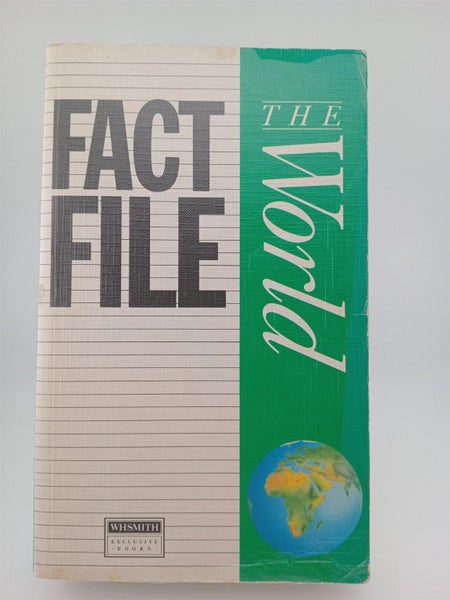 FACT
FILE
THE
World
WHSMITH
EXCLUSIVE
·BOOKS·